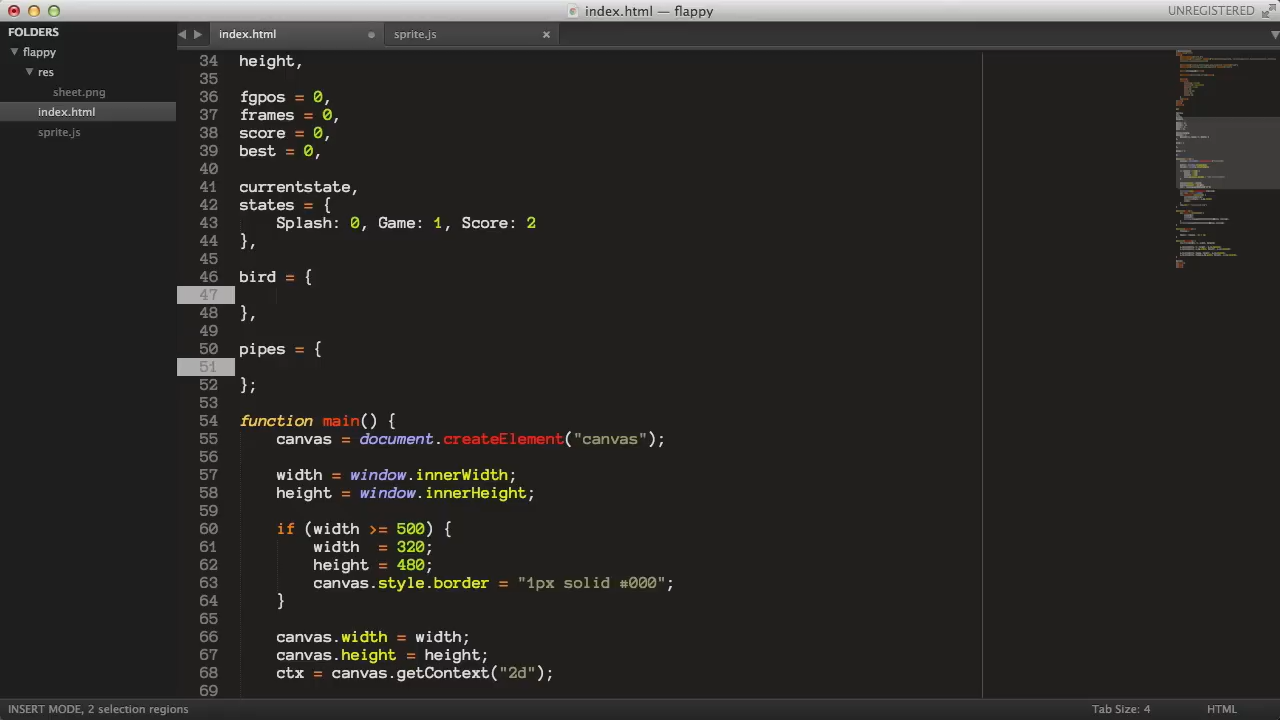 index.html — flappy
UNREGISTERED
FOLDERS
flappy
res
sheet.png
index.html
sprite.js
index.html
sprite.js
34 height,
35
36 fgpos = 0,
37 frames = 0,
38 score = 0,
39 best = 0,
40
41 currentstate,
42 states = {
43 Splash: 0, Game: 1, Score: 2
44 },
45
46 bird = {
47
48 },
49
50 pipes = {
51
52 };
53
54 function main() {
55 canvas = document.createElement("canvas");
56
57 width = window.innerWidth;
58 height = window.innerHeight;
59
60 if (width >= 500) {
61 width  = 320;
62 height = 480;
63 canvas.style.border = "1px solid #000";
64 }
65
66 canvas.width = width;
67 canvas.height = height;
68 ctx = canvas.getContext("2d");
69
INSERT MODE, 2 selection regions
Tab Size: 4
HTML